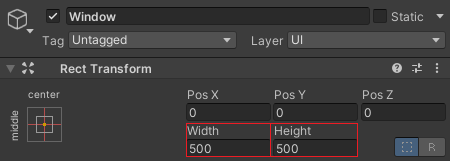 Window
Static
Tag Untagged Layer UI
Rect Transform
center
middle
Pos X Pos Y Pos Z
0 0 0
Width Height
500 500
R